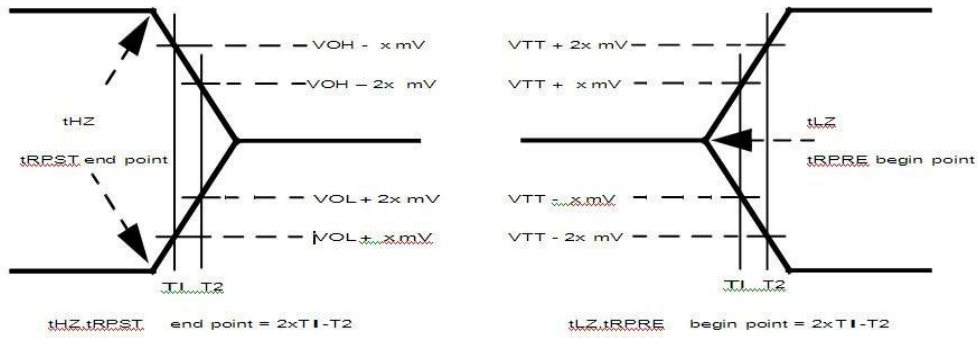 VOH - x mV
VOH – 2x mV
tHZ
tRPST end point
VOL + 2x mV
VOL + x mV
T1 T2
tHZ,tRPST end point = 2xT1-T2
VTT + 2x mV
VTT + x mV
tLZ
tRPRE begin point
VTT - x mV
VTT - 2x mV
T1 T2
tLZ,tRPRE begin point = 2xT1-T2